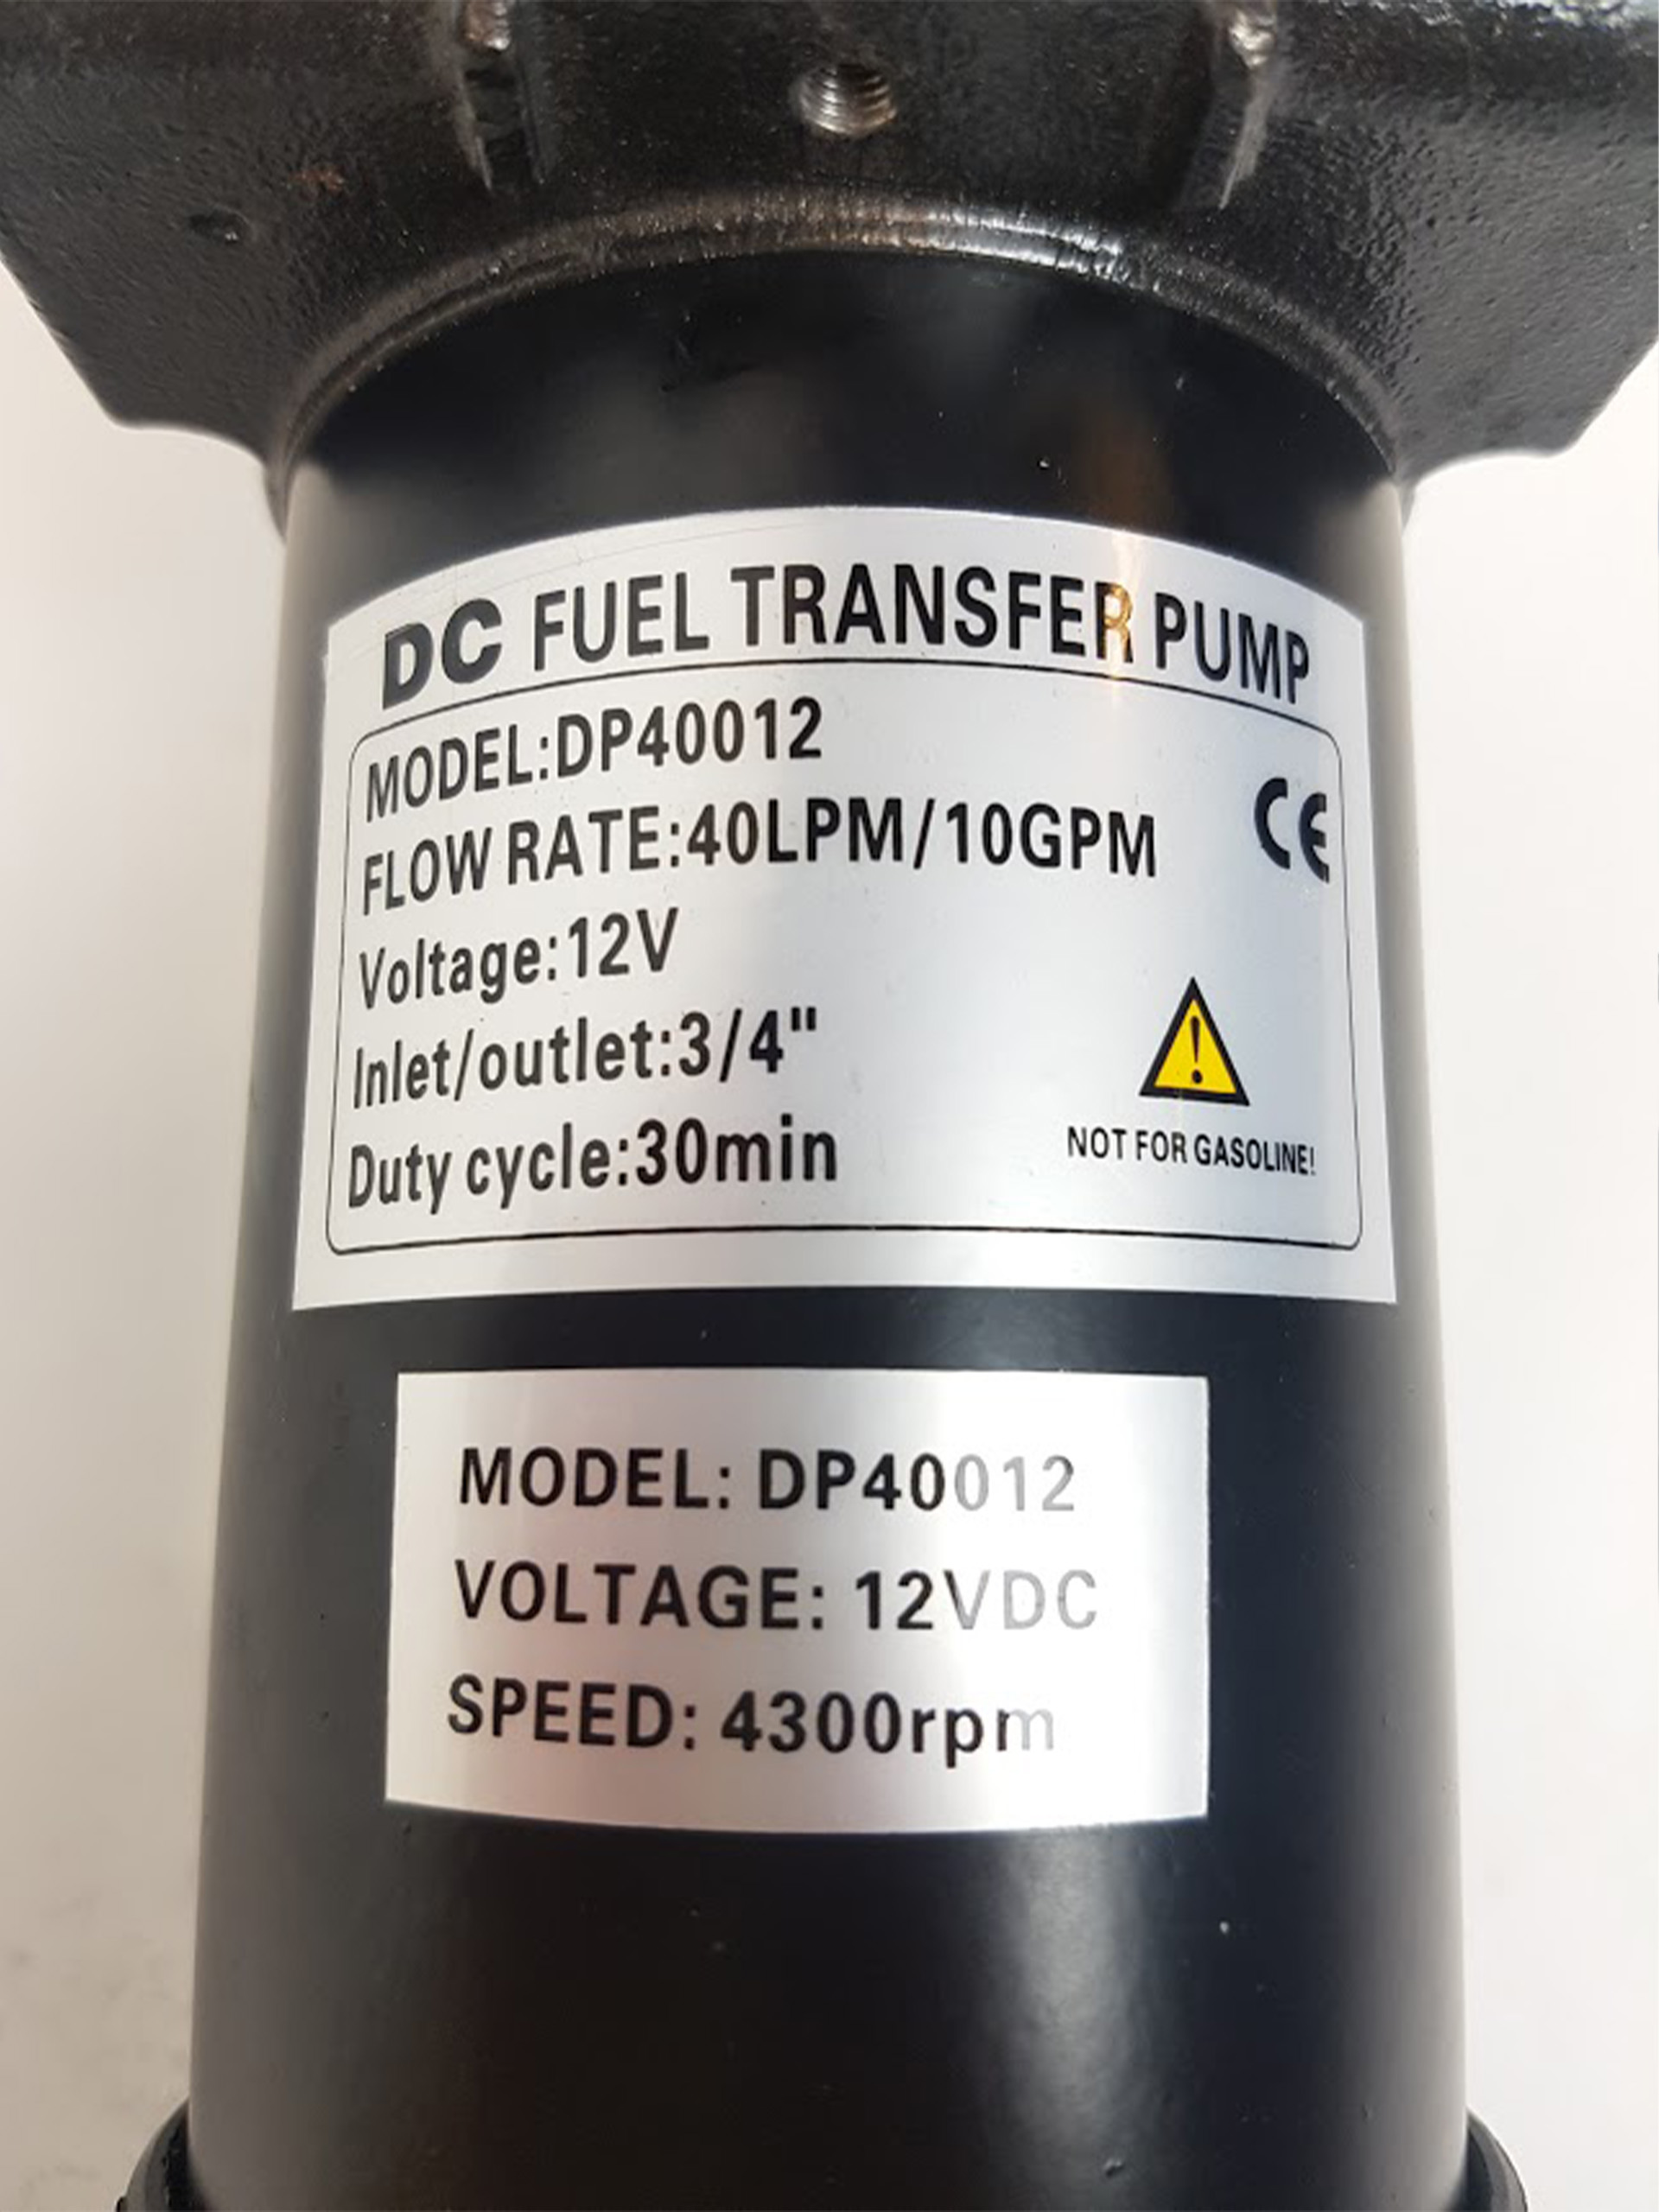 DC FUEL TRANSFER PUMP
MODEL:DP40012
FLOW RATE:40LPM/10GPM
CE
Voltage:12V
Inlet/outlet:3/4"
Duty cycle:30min
NOT FOR GASOLINE!
MODEL: DP40012
VOLTAGE: 12VDC
SPEED: 4300rpm